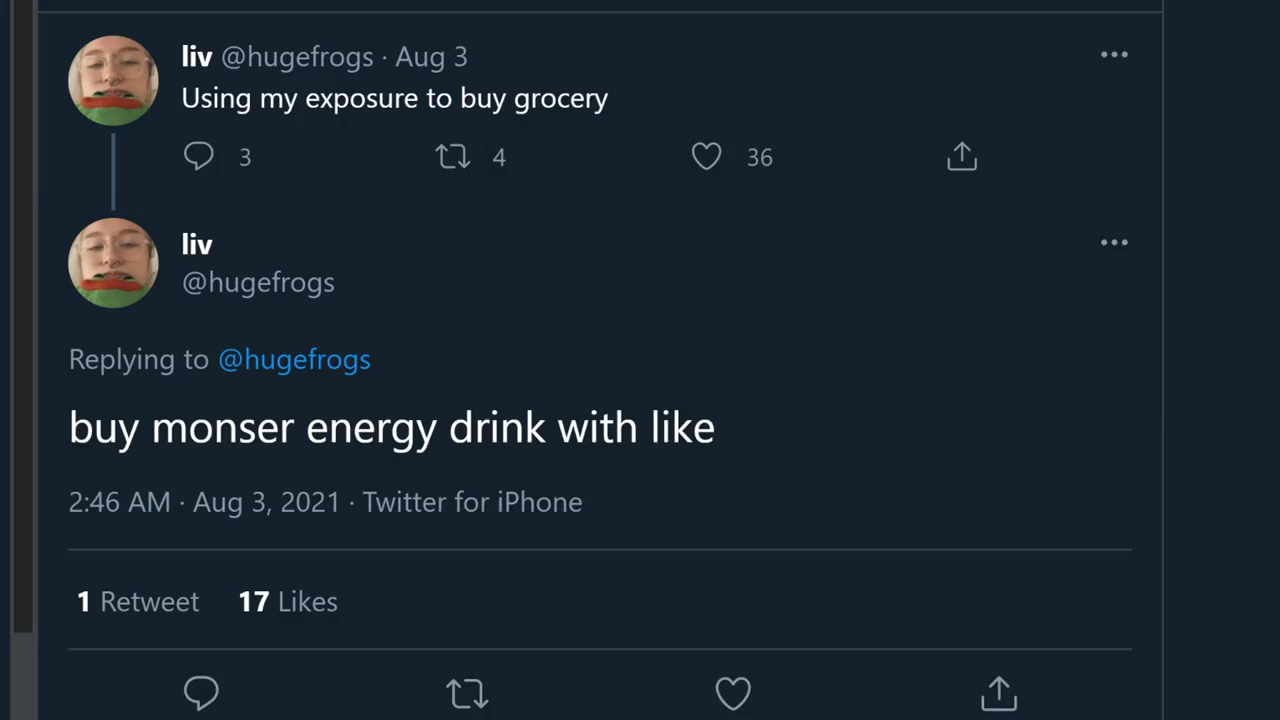 liv @hugefrogs · Aug 3
Using my exposure to buy grocery
3 4 36
liv
@hugefrogs
Replying to @hugefrogs
buy monser energy drink with like
2:46 AM · Aug 3, 2021 · Twitter for iPhone
1 Retweet 17 Likes